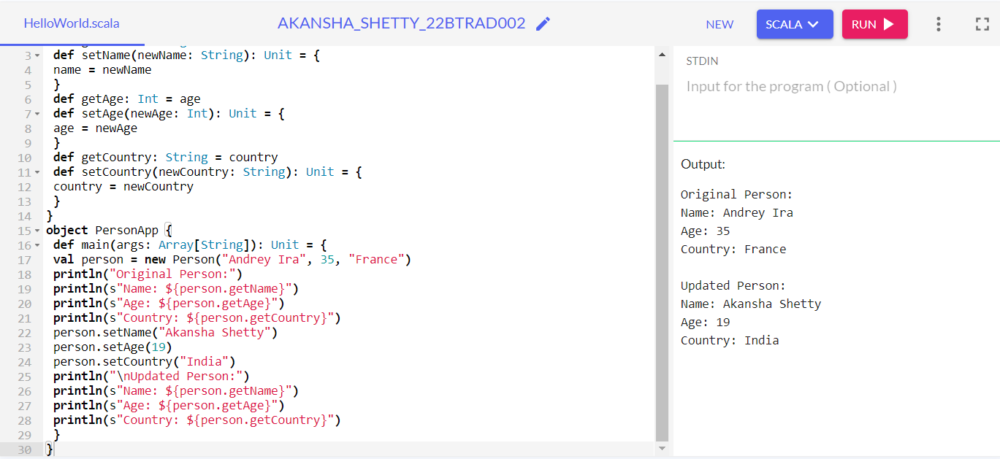 HelloWorld.scala
AKANSHA_SHETTY_22BTRAD002
NEW
SCALA
RUN
3 def setName(newName: String): Unit = {
4 name = newName
5 }
6 def getAge: Int = age
7 def setAge(newAge: Int): Unit = {
8 age = newAge
9 }
10 def getCountry: String = country
11 def setCountry(newCountry: String): Unit = {
12 country = newCountry
13 }
14 }
15 object PersonApp {
16 def main(args: Array[String]): Unit = {
17 val person = new Person("Andrey Ira", 35, "France")
18 println("Original Person:")
19 println(s"Name: ${person.getName}")
20 println(s"Age: ${person.getAge}")
21 println(s"Country: ${person.getCountry}")
22 person.setName("Akansha Shetty")
23 person.setAge(19)
24 person.setCountry("India")
25 println("\nUpdated Person:")
26 println(s"Name: ${person.getName}")
27 println(s"Age: ${person.getAge}")
28 println(s"Country: ${person.getCountry}")
29 }
30 }
STDIN
Input for the program ( Optional )
Output:
Original Person:
Name: Andrey Ira
Age: 35
Country: France
Updated Person:
Name: Akansha Shetty
Age: 19
Country: India